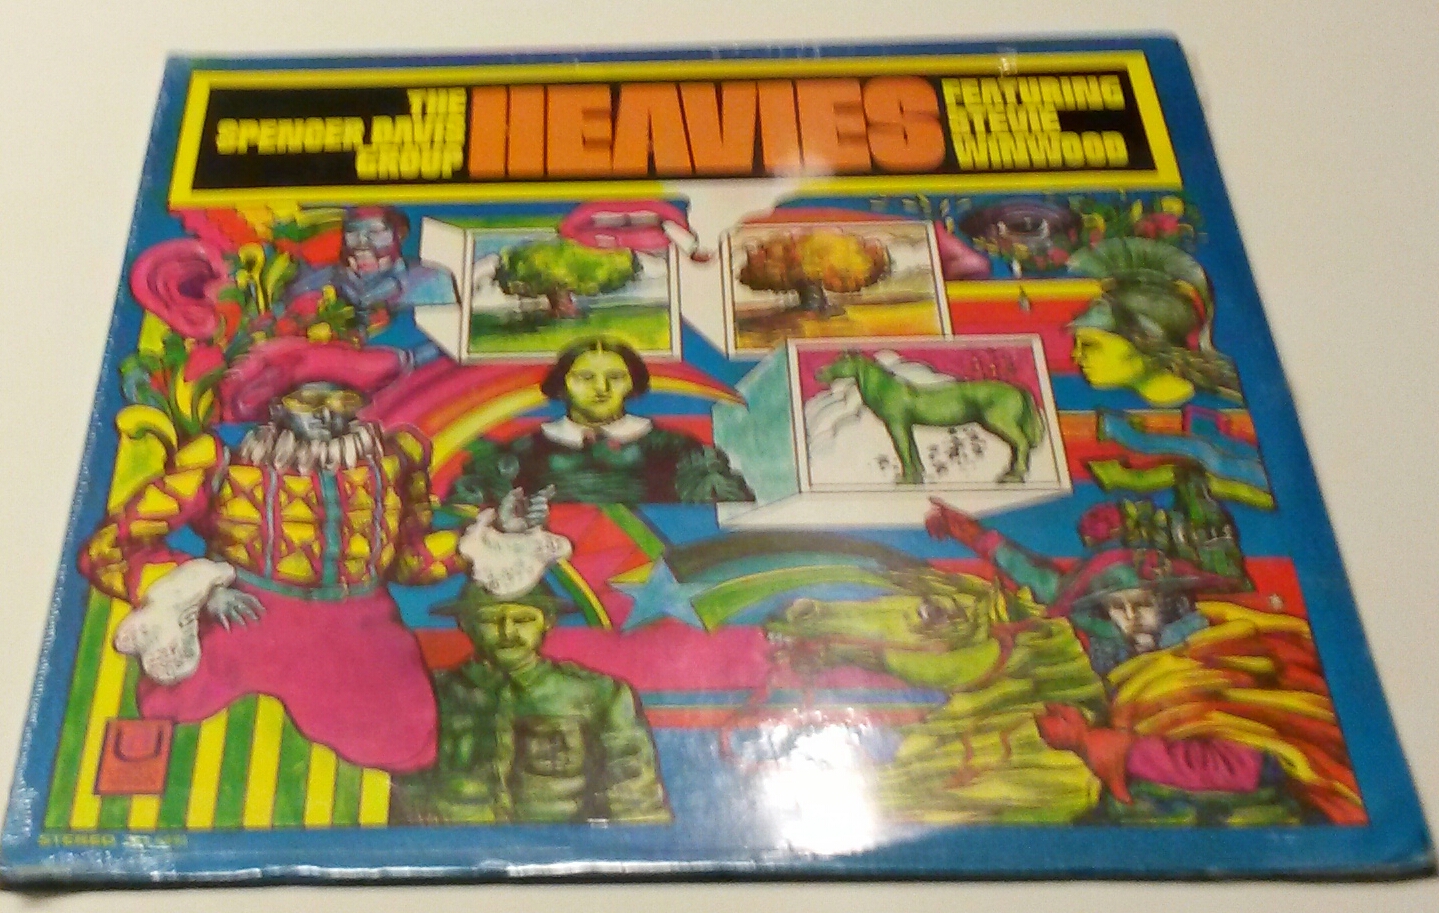 THE
SPENCER DAVIS
GROUP
HEAVIES
FEATURING
STEVIE
WINWOOD
STEREO